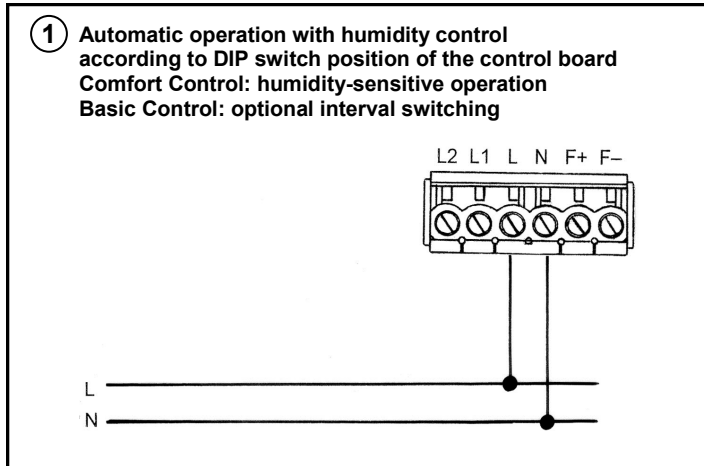 1 Automatic operation with humidity control
according to DIP switch position of the control board
Comfort Control: humidity-sensitive operation
Basic Control: optional interval switching
L2 L1 L N F+ F–
L
N